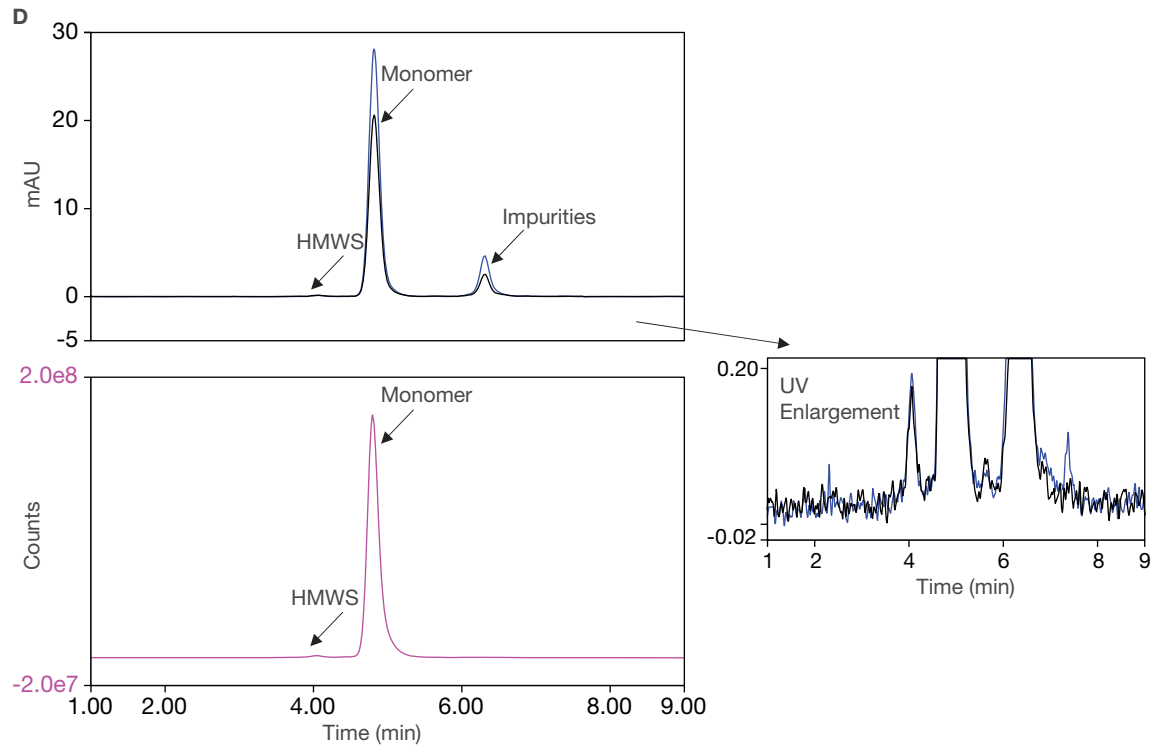 D
30
20
10
0
-5
mAU
Monomer
HMWS
Impurities
2.0e8
-2.0e7
Counts
Monomer
HMWS
1.00
2.00
4.00
6.00
8.00
9.00
Time (min)
0.20
-0.02
UV
Enlargement
1
2
4
6
8
9
Time (min)